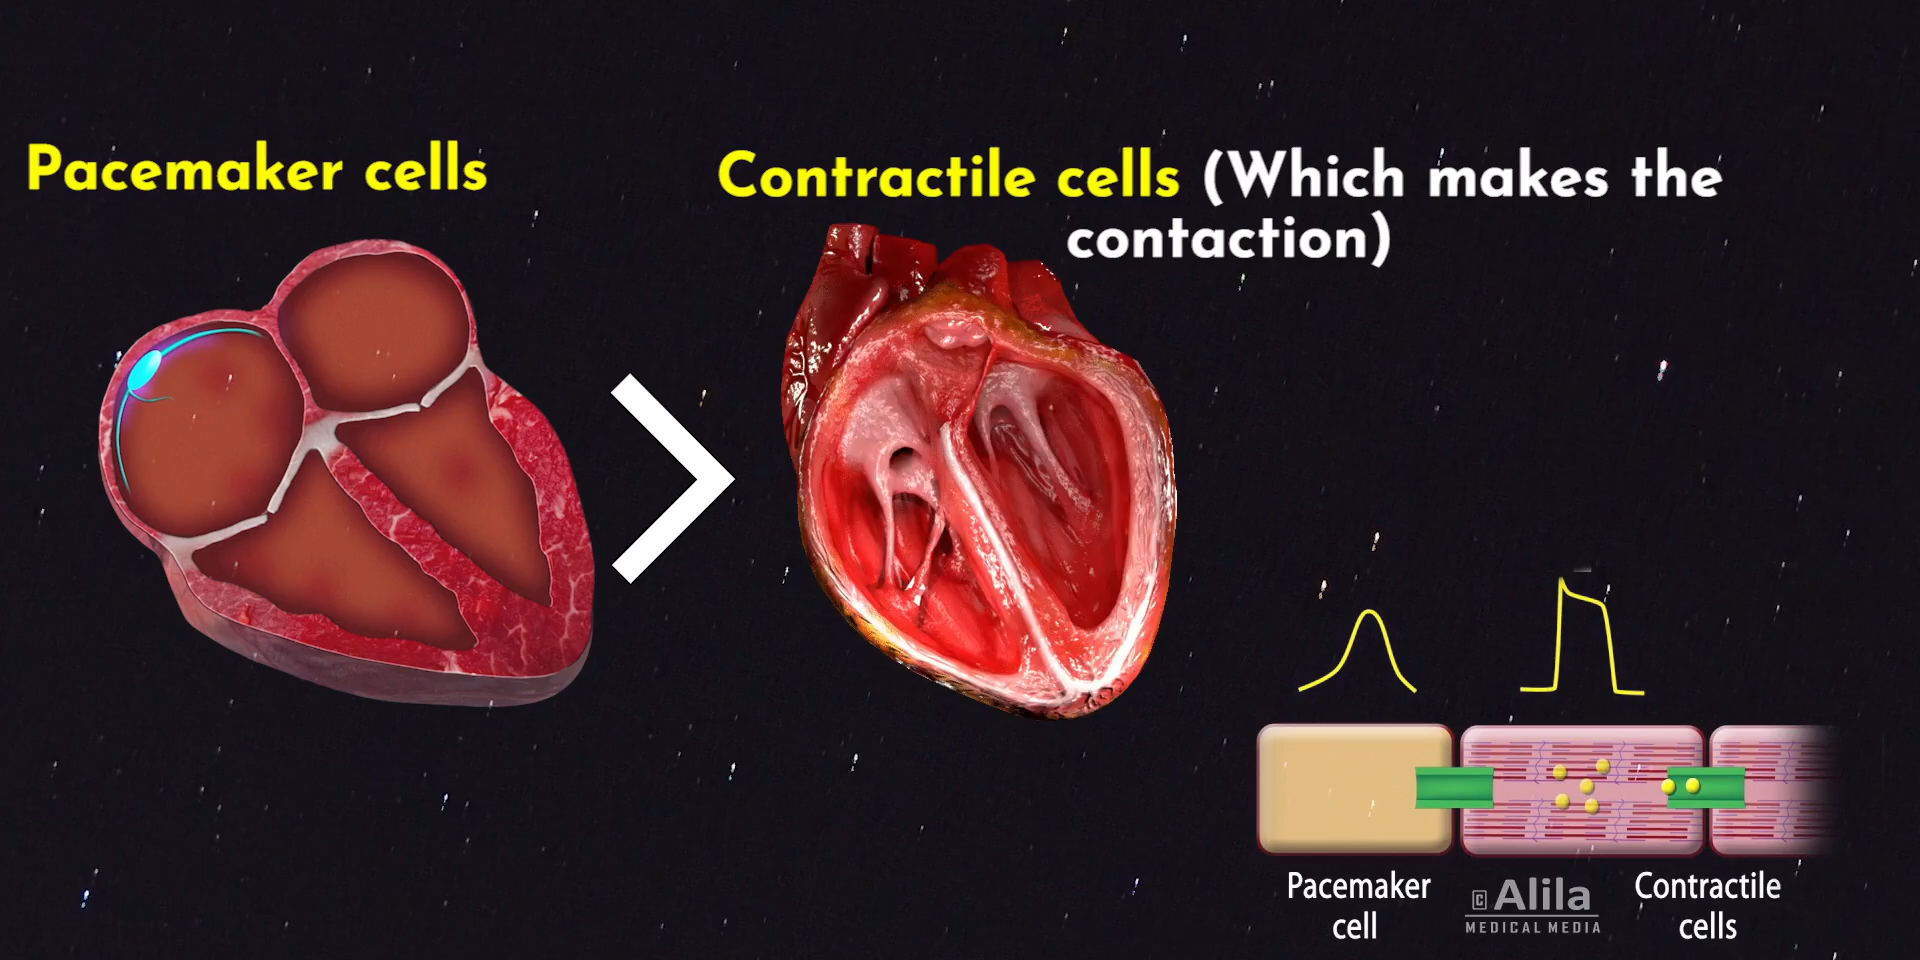 Pacemaker cells
Contractile cells (Which makes the
contaction)
Pacemaker
cell
© Alila
MEDICAL MEDIA
Contractile
cells